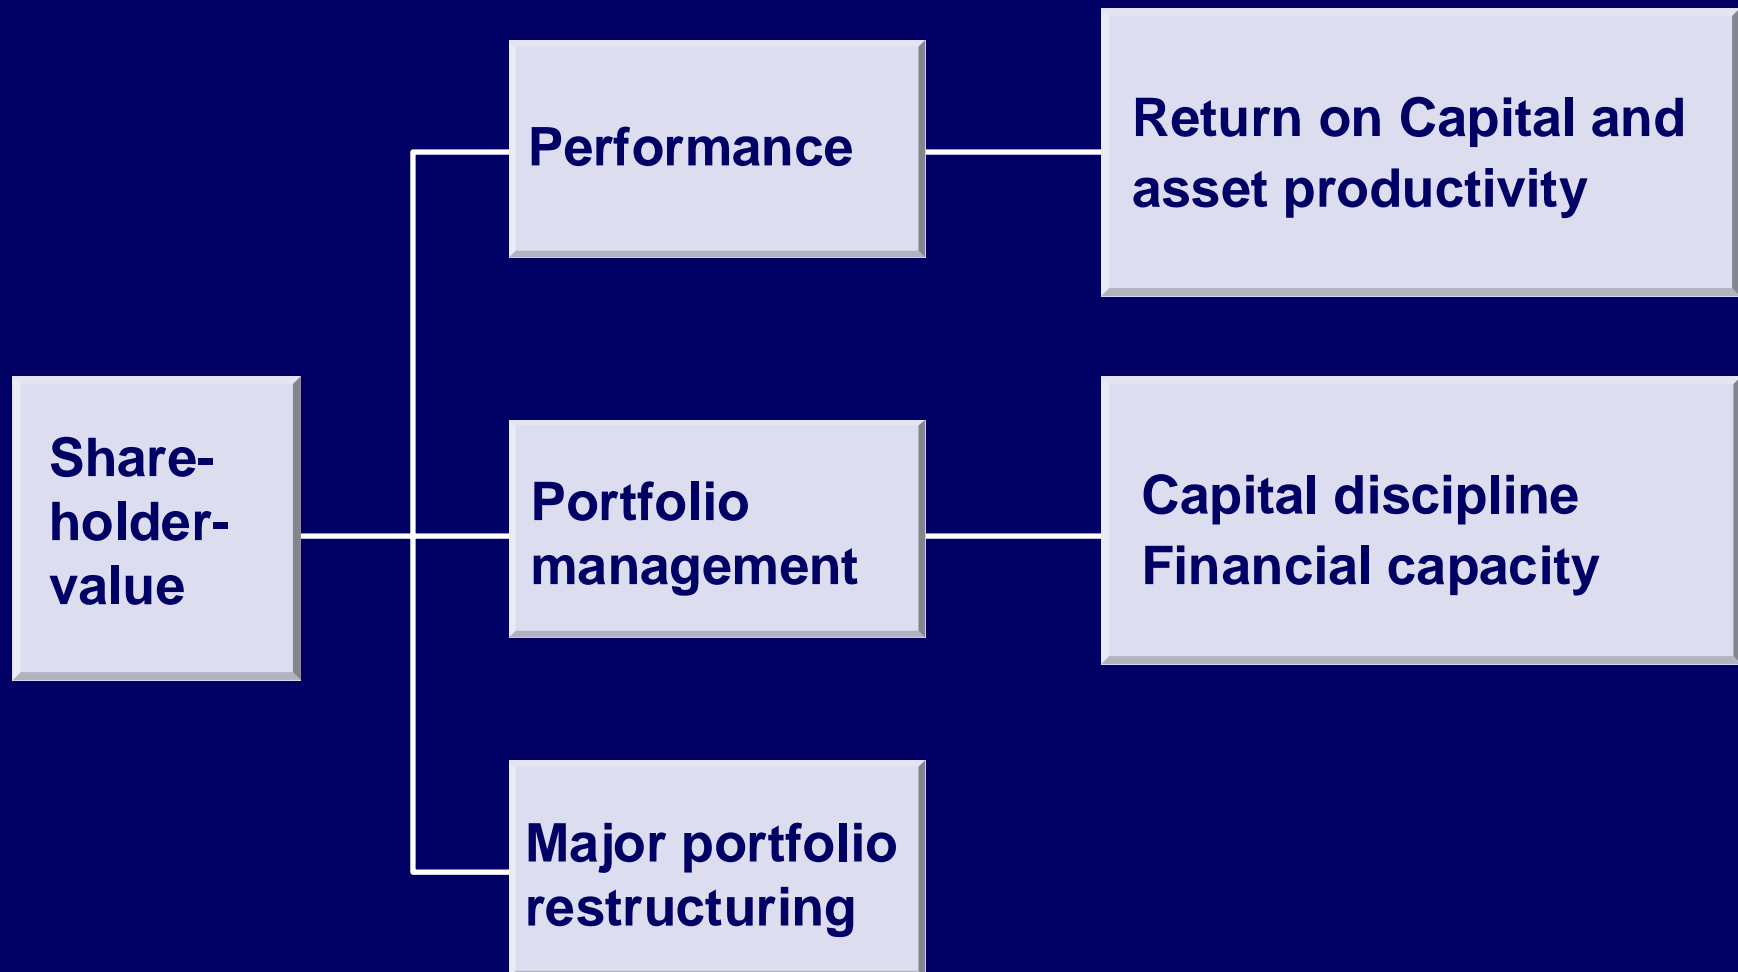 Performance
Return on Capital and
asset productivity
Share-
holder-
value
Portfolio
management
Capital discipline
Financial capacity
Major portfolio
restructuring